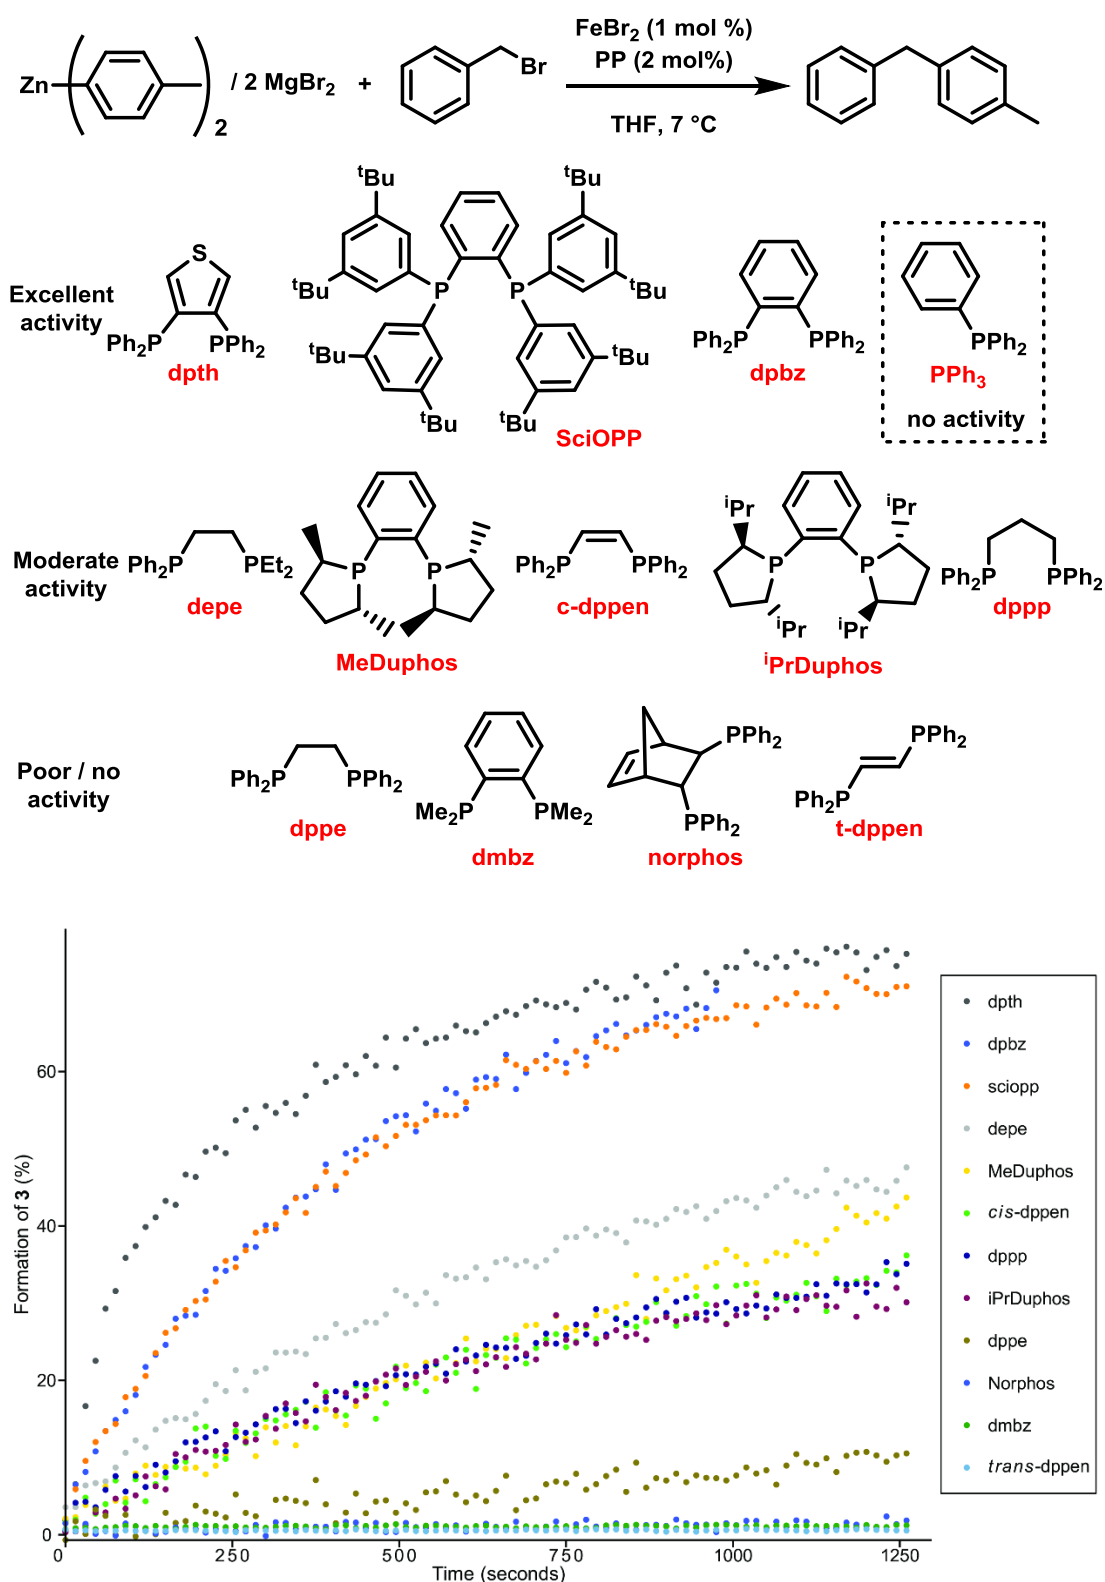 FeBr2 (1 mol %)
PP (2 mol%)
Zn 2 / 2 MgBr2 + Br
THF, 7 °C
tBu tBu
S
Excellent activity
tBu P P tBu
Ph2P PPh2
dpth
Ph2P PPh2
dpbz
PPh2
PPh3
no activity
tBu tBu
tBu tBu
SciOPP
Moderate activity
Ph2P PEt2
depe
P P
MeDuphos
Ph2P PPh2
c-dppen
iPr iPr
P P
iPr iPr
iPrDuphos
Ph2P PPh2
dppp
Poor / no activity
Ph2P PPh2
dppe
Me2P PMe2
dmbz
PPh2
PPh2
norphos
PPh2
Ph2P
t-dppen
Formation of 3 (%)
60
40
20
0
0 250 500 750 1000 1250
Time (seconds)
dpth
dpbz
sciopp
depe
MeDuphos
cis-dppen
dppp
iPrDuphos
dppe
Norphos
dmbz
trans-dppen